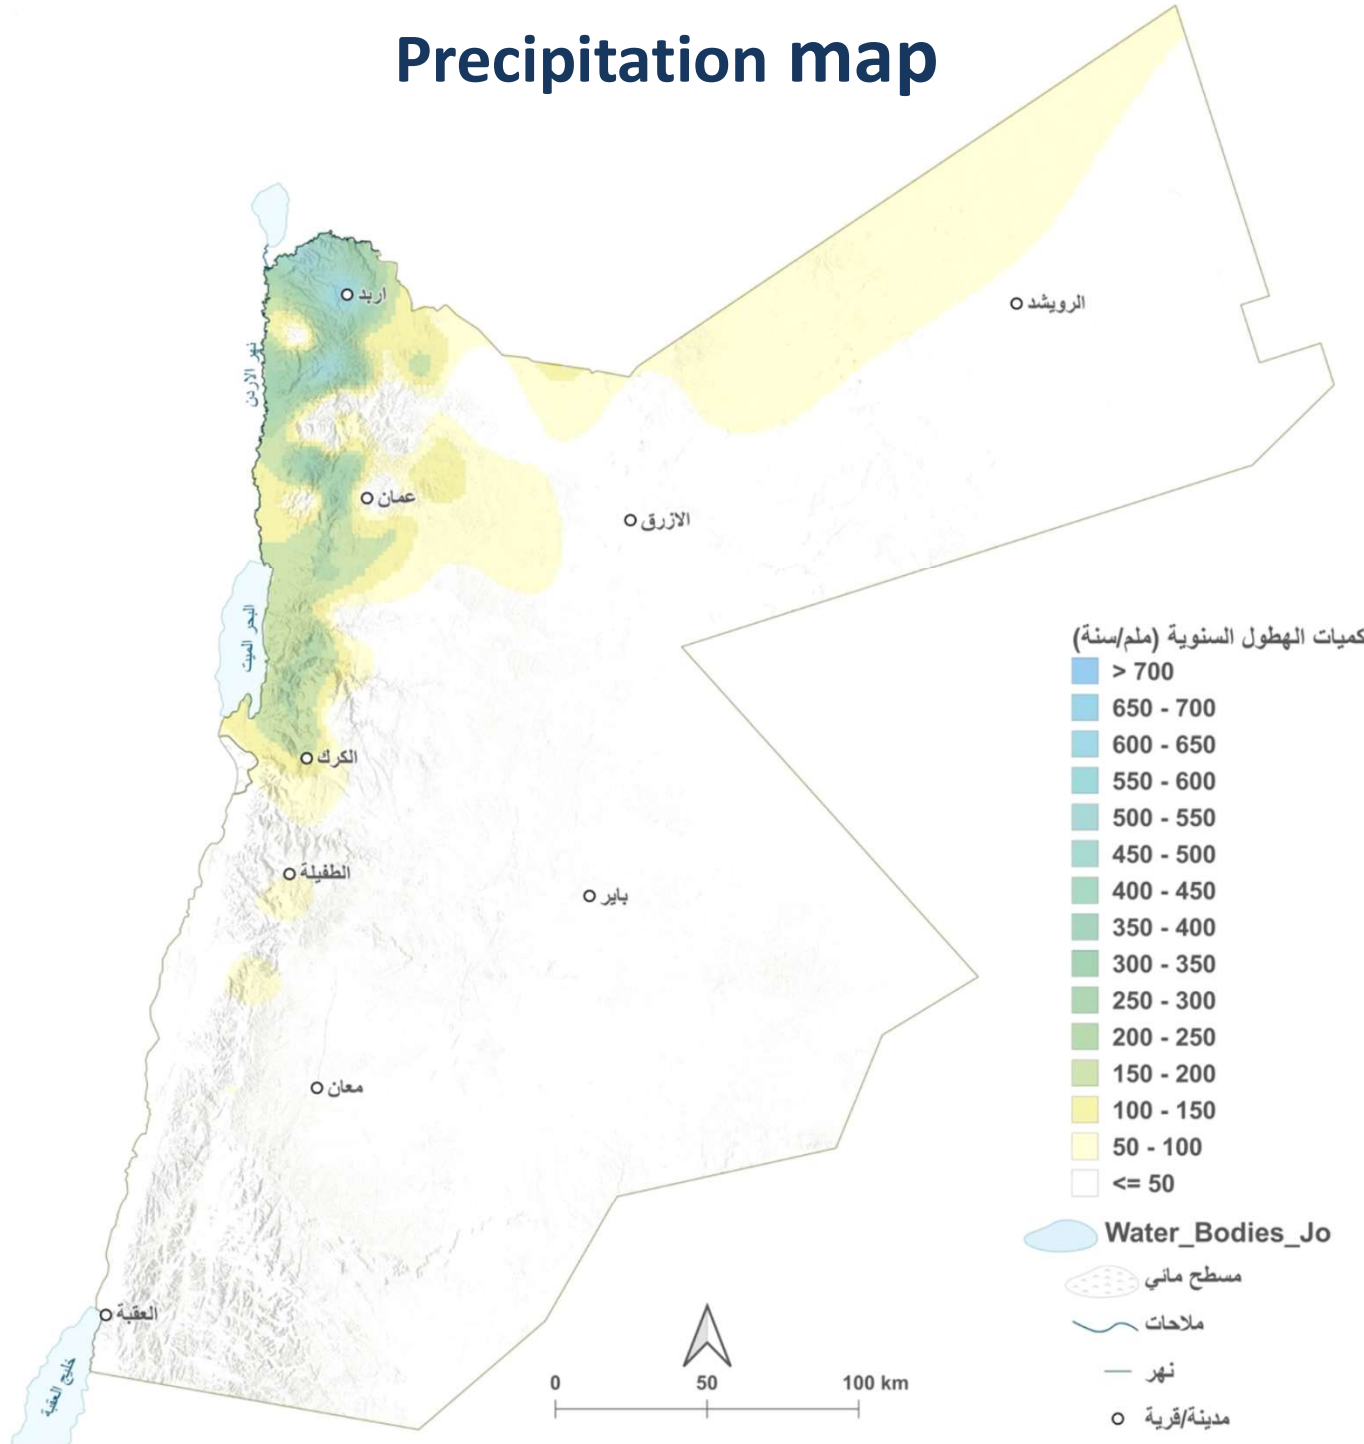 Precipitation map
اربد
الرويشد
نهر الاردن
عمان
الازرق
البحر الميت
كميات الهطول السنوية (ملم/سنة)
> 700
650 - 700
600 - 650
550 - 600
500 - 550
450 - 500
400 - 450
350 - 400
300 - 350
250 - 300
200 - 250
150 - 200
100 - 150
50 - 100
<= 50
الكرك
الطفيلة
باير
معان
Water_Bodies_Jo
مسطح مائي
ملاحات
نهر
مدينة/قرية
العقبة
خليج العقبة
0 50 100 km